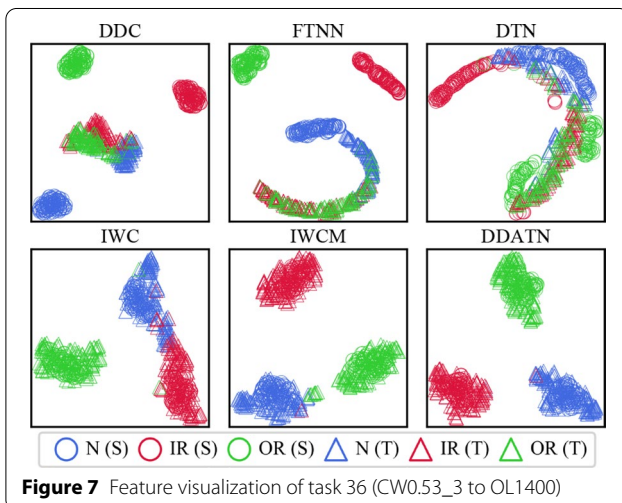 DDC FTNN DTN
IWC IWCM DDATN
N (S) IR (S) OR (S) N (T) IR (T) OR (T)
Figure 7 Feature visualization of task 36 (CW0.53_3 to OL1400)